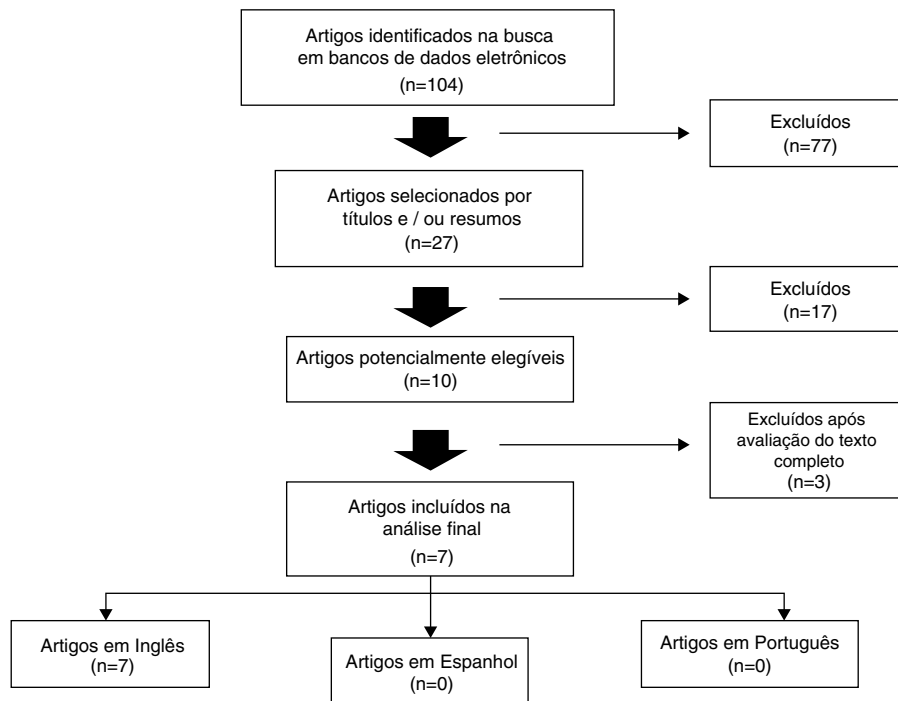 Artigos identificados na busca
em bancos de dados eletrônicos
(n=104)
Excluídos
(n=77)
Artigos selecionados por
títulos e / ou resumos
(n=27)
Excluídos
(n=17)
Artigos potencialmente elegíveis
(n=10)
Excluídos após
avaliação do texto
completo
(n=3)
Artigos incluídos na
análise final
(n=7)
Artigos em Inglês
(n=7)
Artigos em Espanhol
(n=0)
Artigos em Português
(n=0)